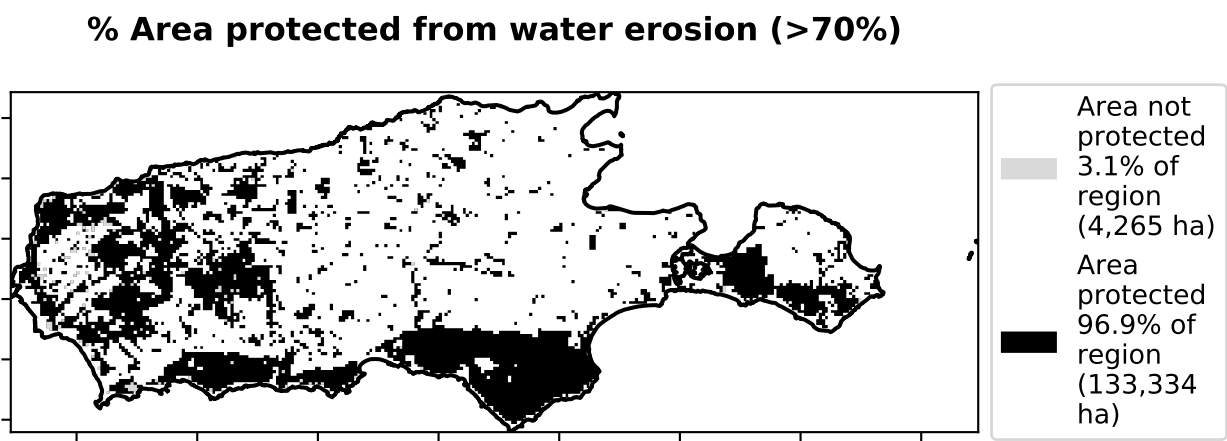 % Area protected from water erosion (>70%)
Area not
protected
3.1% of
region
(4,265 ha)
Area
protected
96.9% of
region
(133,334
ha)